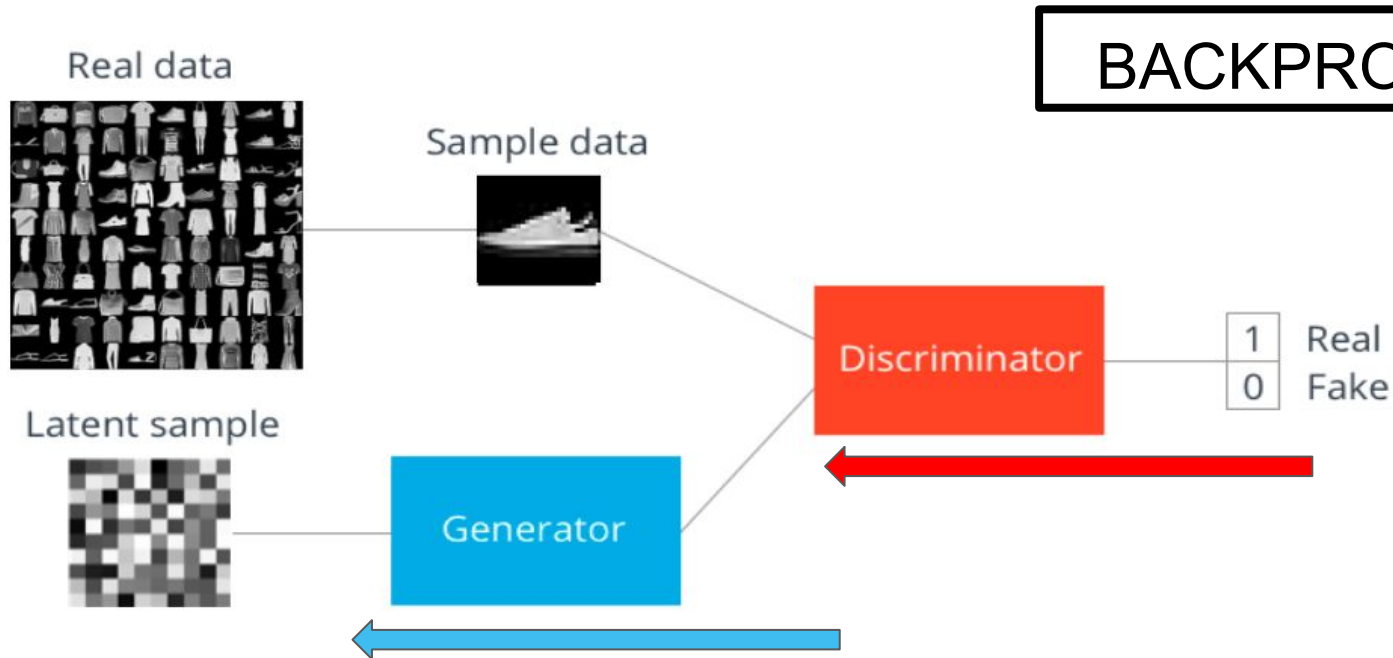 BACKPRO
Real data
Sample data
Discriminator
1 Real
0 Fake
Latent sample
Generator